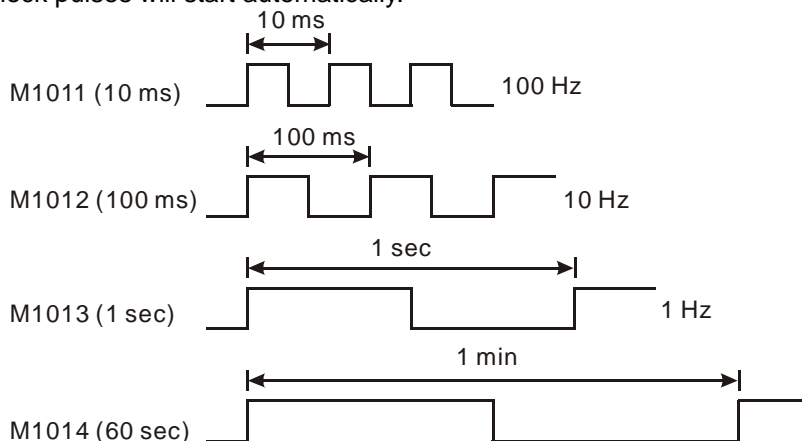 pulses will start automatically.
10 ms
M1011 (10 ms)
100 Hz
100 ms
M1012 (100 ms)
10 Hz
1 sec
M1013 (1 sec)
1 Hz
1 min
M1014 (60 sec)